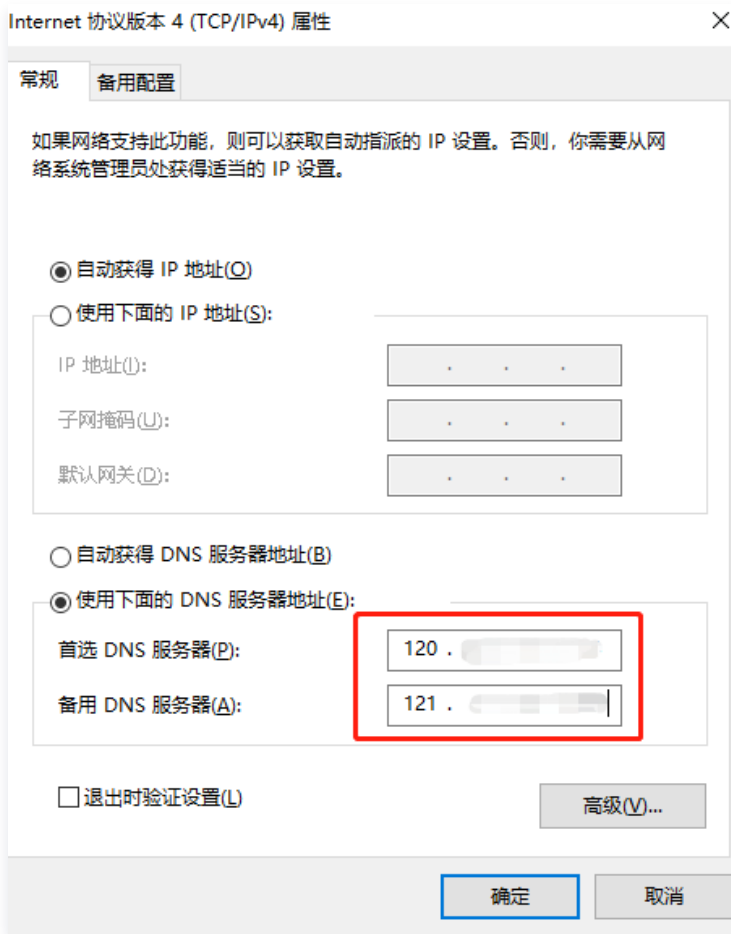 Internet 协议版本 4 (TCP/IPv4) 属性
常规 备用配置
如果网络支持此功能，则可以获取自动指派的 IP 设置。否则，你需要从网
络系统管理员处获得适当的 IP 设置。
自动获得 IP 地址(O)
使用下面的 IP 地址(S):
IP 地址(I): . . .
子网掩码(U): . . .
默认网关(D): . . .
自动获得 DNS 服务器地址(B)
使用下面的 DNS 服务器地址(E):
首选 DNS 服务器(P): 120 .
备用 DNS 服务器(A): 121 .
退出时验证设置(L)
高级(V)...
确定 取消